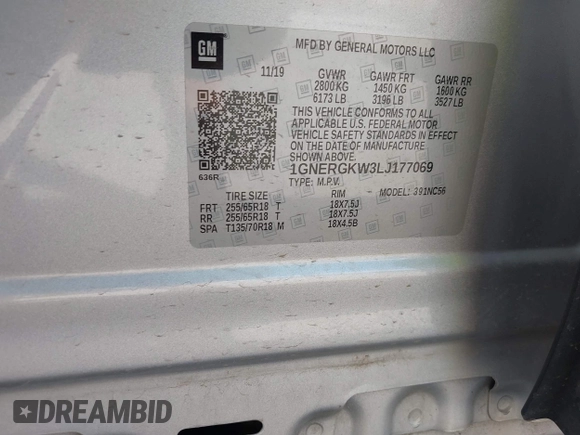 GM
MFD BY GENERAL MOTORS LLC
11/19 GVWR GAWR FRT GAWR RR
2800 KG 1450 KG 1600 KG
6173 LB 3196 LB 3527 LB
THIS VEHICLE CONFORMS TO ALL
APPLICABLE U.S. FEDERAL MOTOR
VEHICLE SAFETY STANDARDS IN EFFECT
ON THE DATE OF MANUFACTURE
SHOWN ABOVE.
1GNERGKW3LJ177069
636R
TYPE: M.P.V. MODEL: 391NC56
TIRE SIZE RIM
FRT 255/65R18 T 18X7.5J
RR 255/65R18 T 18X7.5J
SPA T135/70R18 M 18X4.5B
DREAMBID